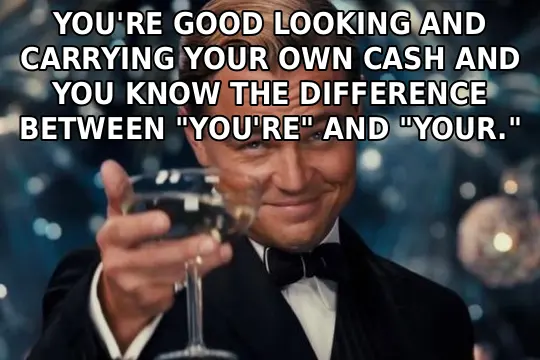 YOU'RE GOOD LOOKING AND
CARRYING YOUR OWN CASH AND
YOU KNOW THE DIFFERENCE
BETWEEN "YOU'RE" AND "YOUR."